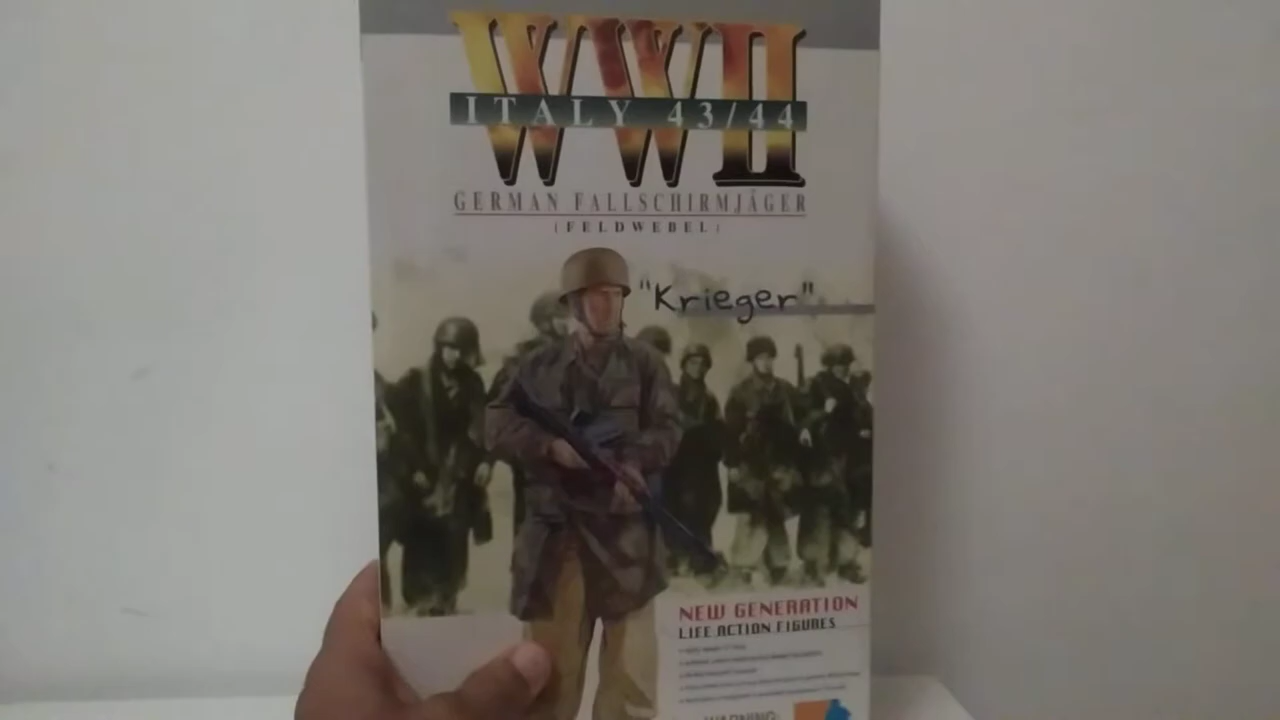 WWII
ITALY 43/44
GERMAN FALLSCHIRMJÄGER
(FELDWEBEL)
"Krieger"
NEW GENERATION
LIFE ACTION FIGURES
WARNING: